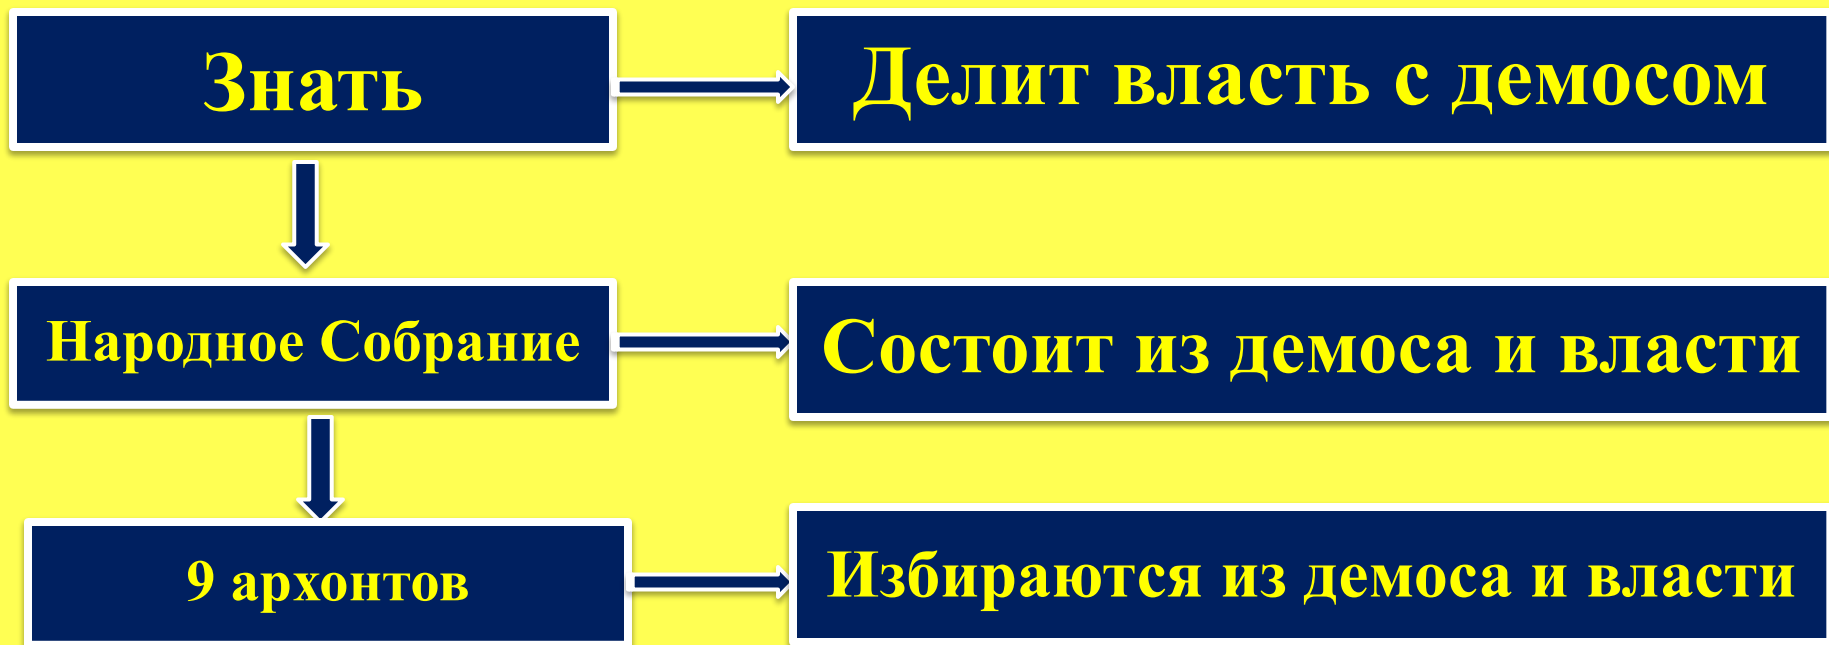 Знать
Делит власть с демосом
Народное Собрание
Состоит из демоса и власти
9 архонтов
Избираются из демоса и власти